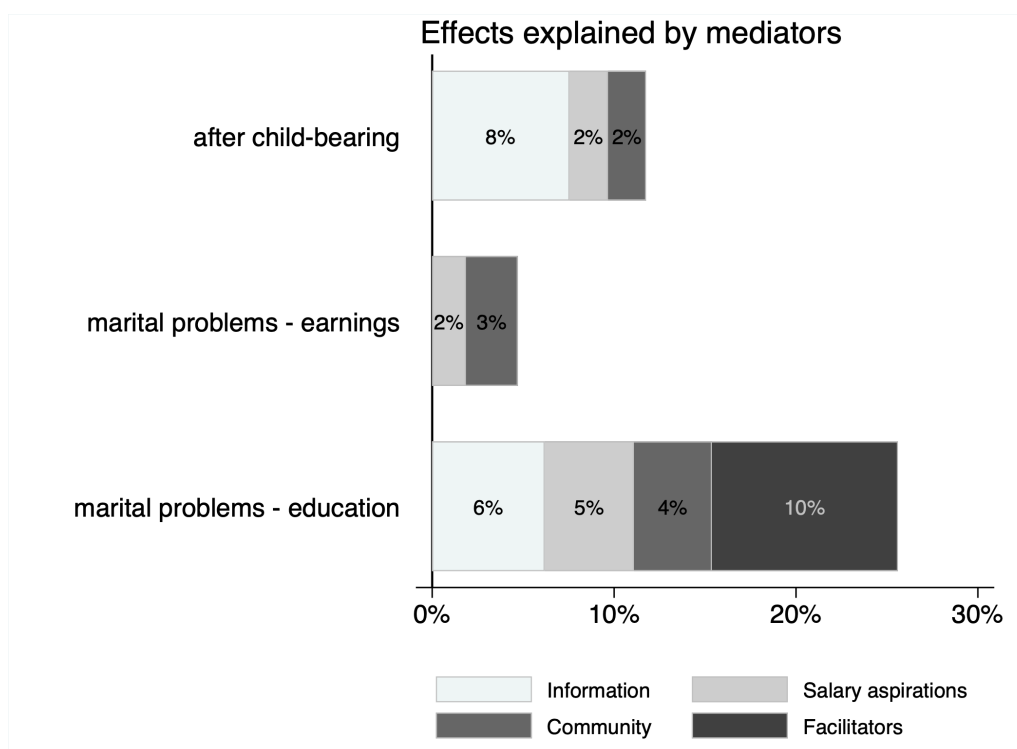 Effects explained by mediators
after child-bearing
8% 2% 2%
marital problems - earnings
2% 3%
marital problems - education
6% 5% 4% 10%
0% 10% 20% 30%
Information Salary aspirations
Community Facilitators